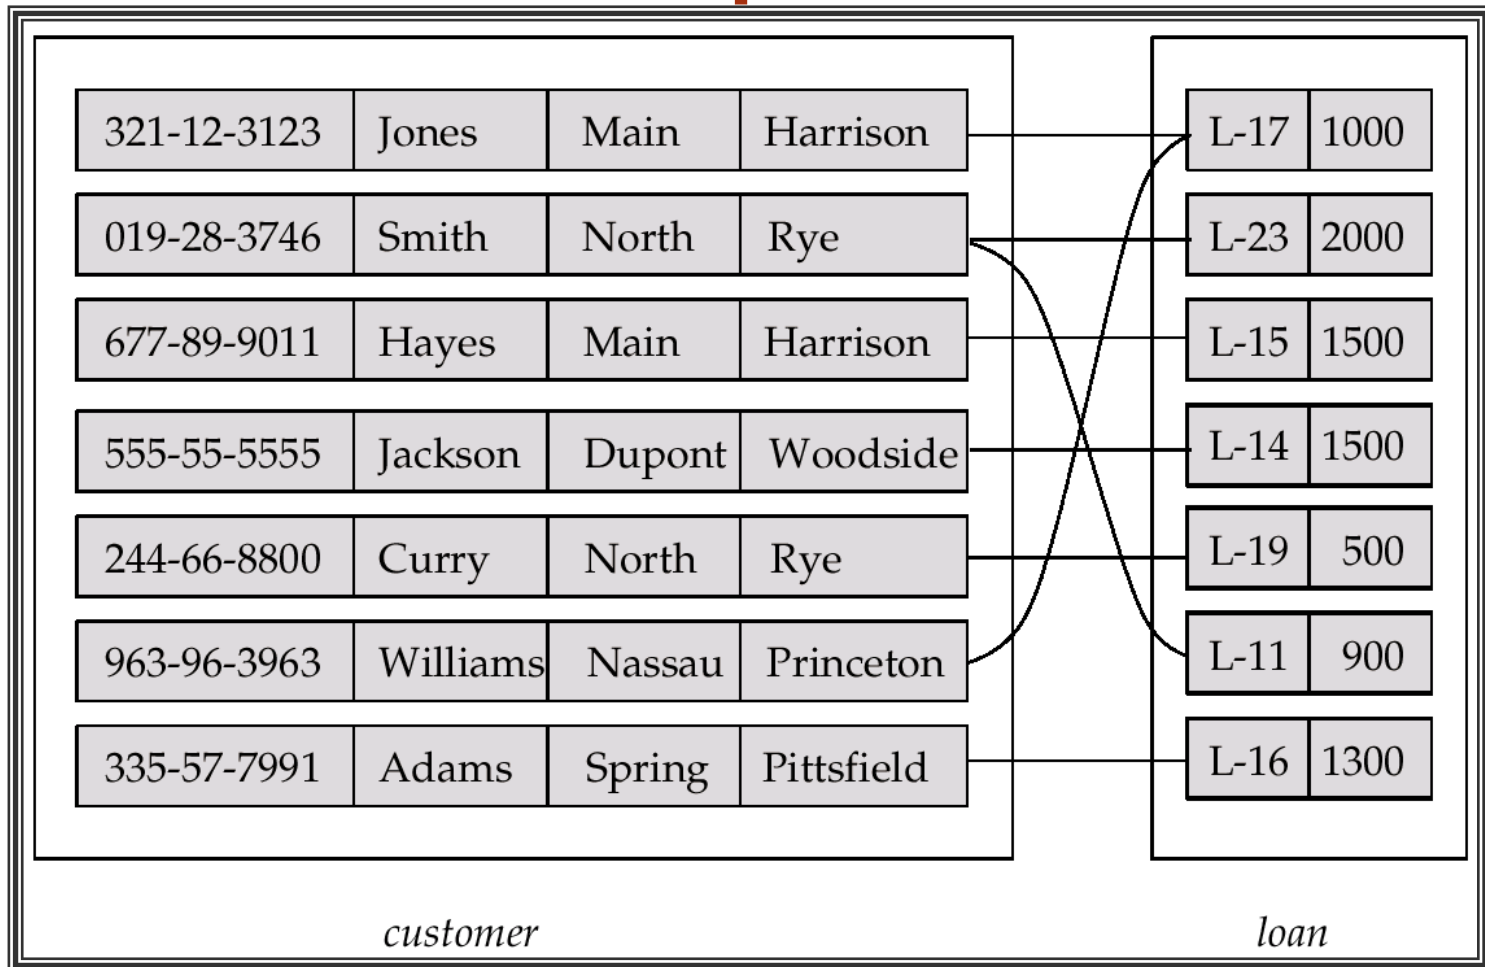 321-12-3123 Jones Main Harrison L-17 1000
019-28-3746 Smith North Rye L-23 2000
677-89-9011 Hayes Main Harrison L-15 1500
555-55-5555 Jackson Dupont Woodside L-14 1500
244-66-8800 Curry North Rye L-19 500
963-96-3963 Williams Nassau Princeton L-11 900
335-57-7991 Adams Spring Pittsfield L-16 1300
customer loan